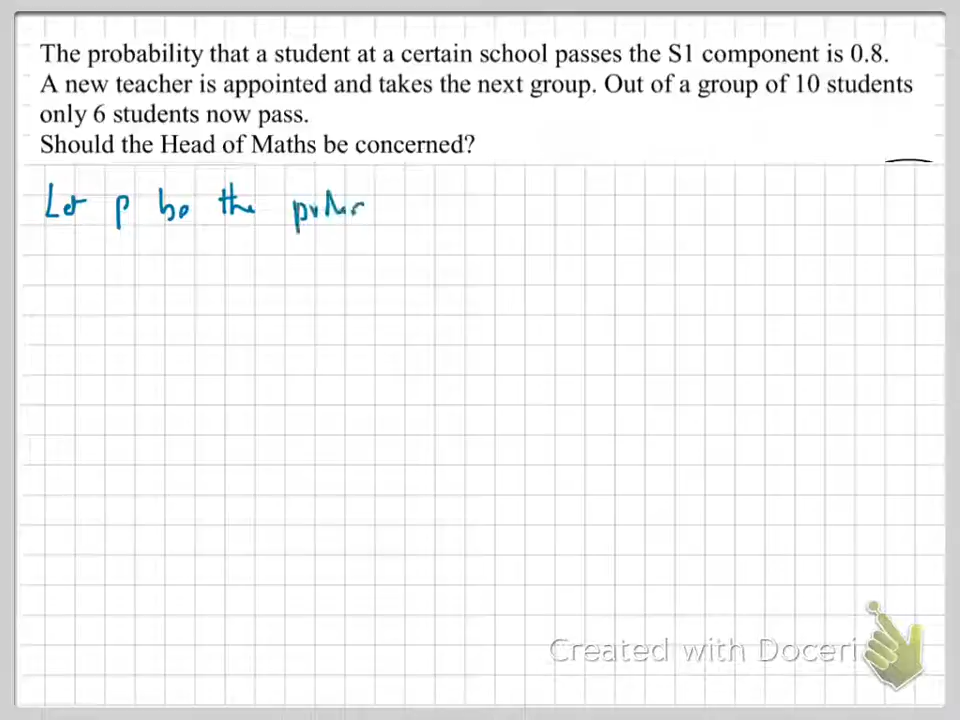 The probability that a student at a certain school passes the S1 component is 0.8.
A new teacher is appointed and takes the next group. Out of a group of 10 students
only 6 students now pass.
Should the Head of Maths be concerned?
Let p be the
Created with Doceri